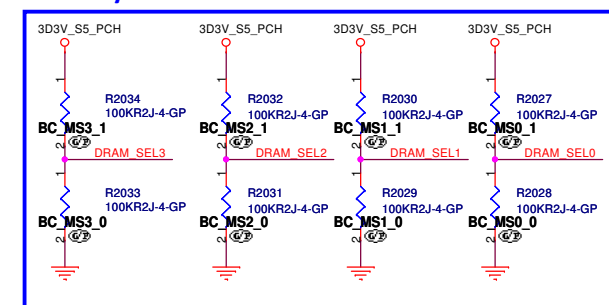 3D3V_S5_PCH 3D3V_S5_PCH 3D3V_S5_PCH 3D3V_S5_PCH
1 1 1 1
R2034 R2032 R2030 R2027
100KR2J-4-GP 100KR2J-4-GP 100KR2J-4-GP 100KR2J-4-GP
BC_MS3_1 BC_MS2_1 BC_MS1_1 BC_MS0_1
2 G/P 2 G/P 2 G/P 2 G/P
DRAM_SEL3 DRAM_SEL2 DRAM_SEL1 DRAM_SEL0
1 1 1 1
R2033 R2031 R2029 R2028
100KR2J-4-GP 100KR2J-4-GP 100KR2J-4-GP 100KR2J-4-GP
BC_MS3_0 BC_MS2_0 BC_MS1_0 BC_MS0_0
2 G/P 2 G/P 2 G/P 2 G/P